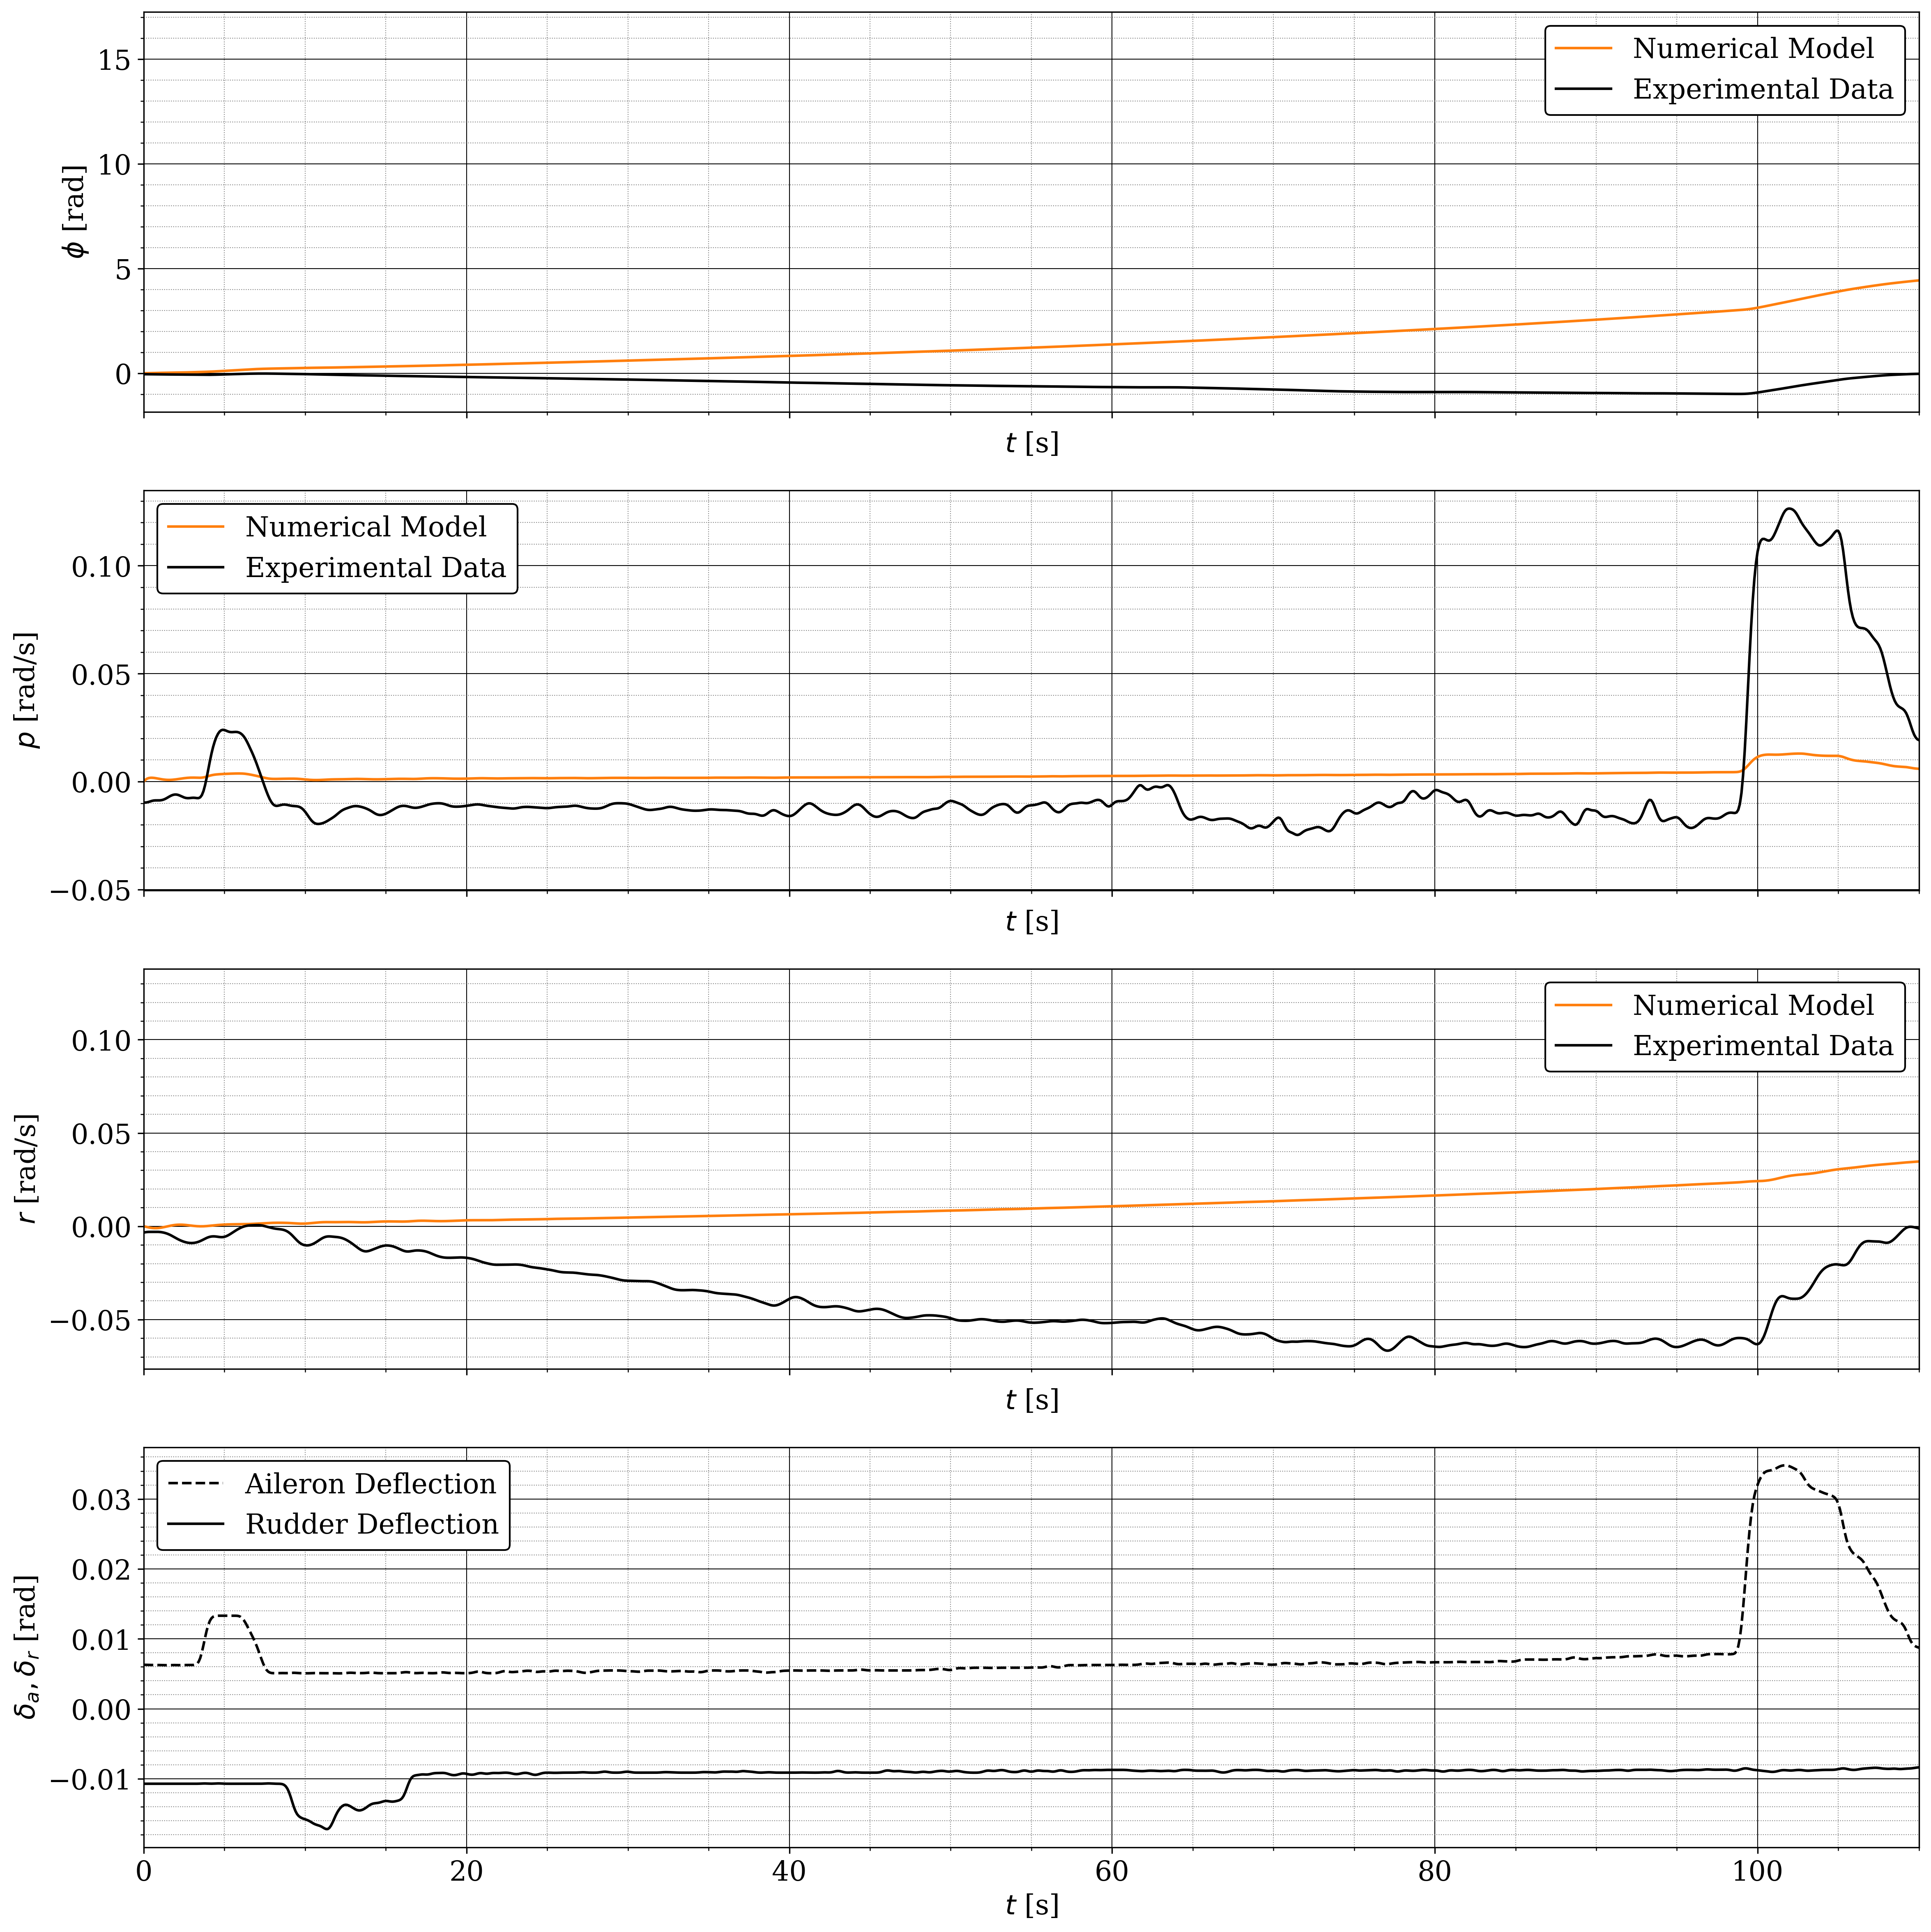 15
10
5
0
ϕ [rad]
Numerical Model
Experimental Data
t [s]
0.10
0.05
0.00
−0.05
p [rad/s]
Numerical Model
Experimental Data
t [s]
0.10
0.05
0.00
−0.05
r [rad/s]
Numerical Model
Experimental Data
t [s]
0.03
0.02
0.01
0.00
−0.01
δa, δr [rad]
Aileron Deflection
Rudder Deflection
0 20 40 60 80 100
t [s]